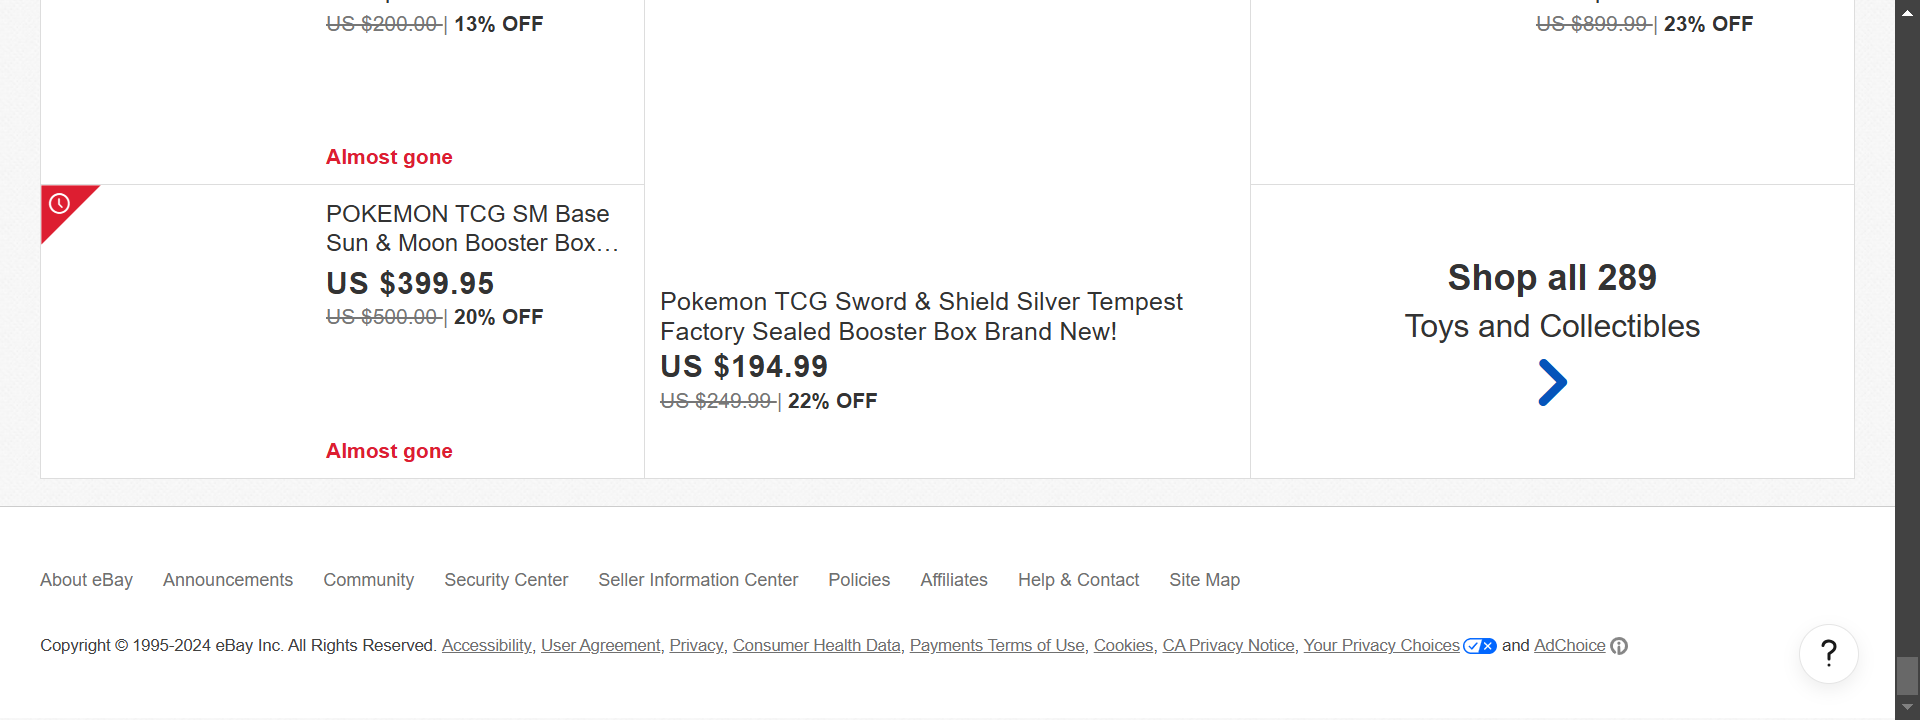 US $200.00 | 13% OFF
Almost gone
POKEMON TCG SM Base
Sun & Moon Booster Box…
US $399.95
US $500.00 | 20% OFF
Almost gone
Pokemon TCG Sword & Shield Silver Tempest
Factory Sealed Booster Box Brand New!
US $194.99
US $249.99 | 22% OFF
US $899.99 | 23% OFF
Shop all 289
Toys and Collectibles
About eBay Announcements Community Security Center Seller Information Center Policies Affiliates Help & Contact Site Map
Copyright © 1995-2024 eBay Inc. All Rights Reserved. Accessibility, User Agreement, Privacy, Consumer Health Data, Payments Terms of Use, Cookies, CA Privacy Notice, Your Privacy Choices and AdChoice
?